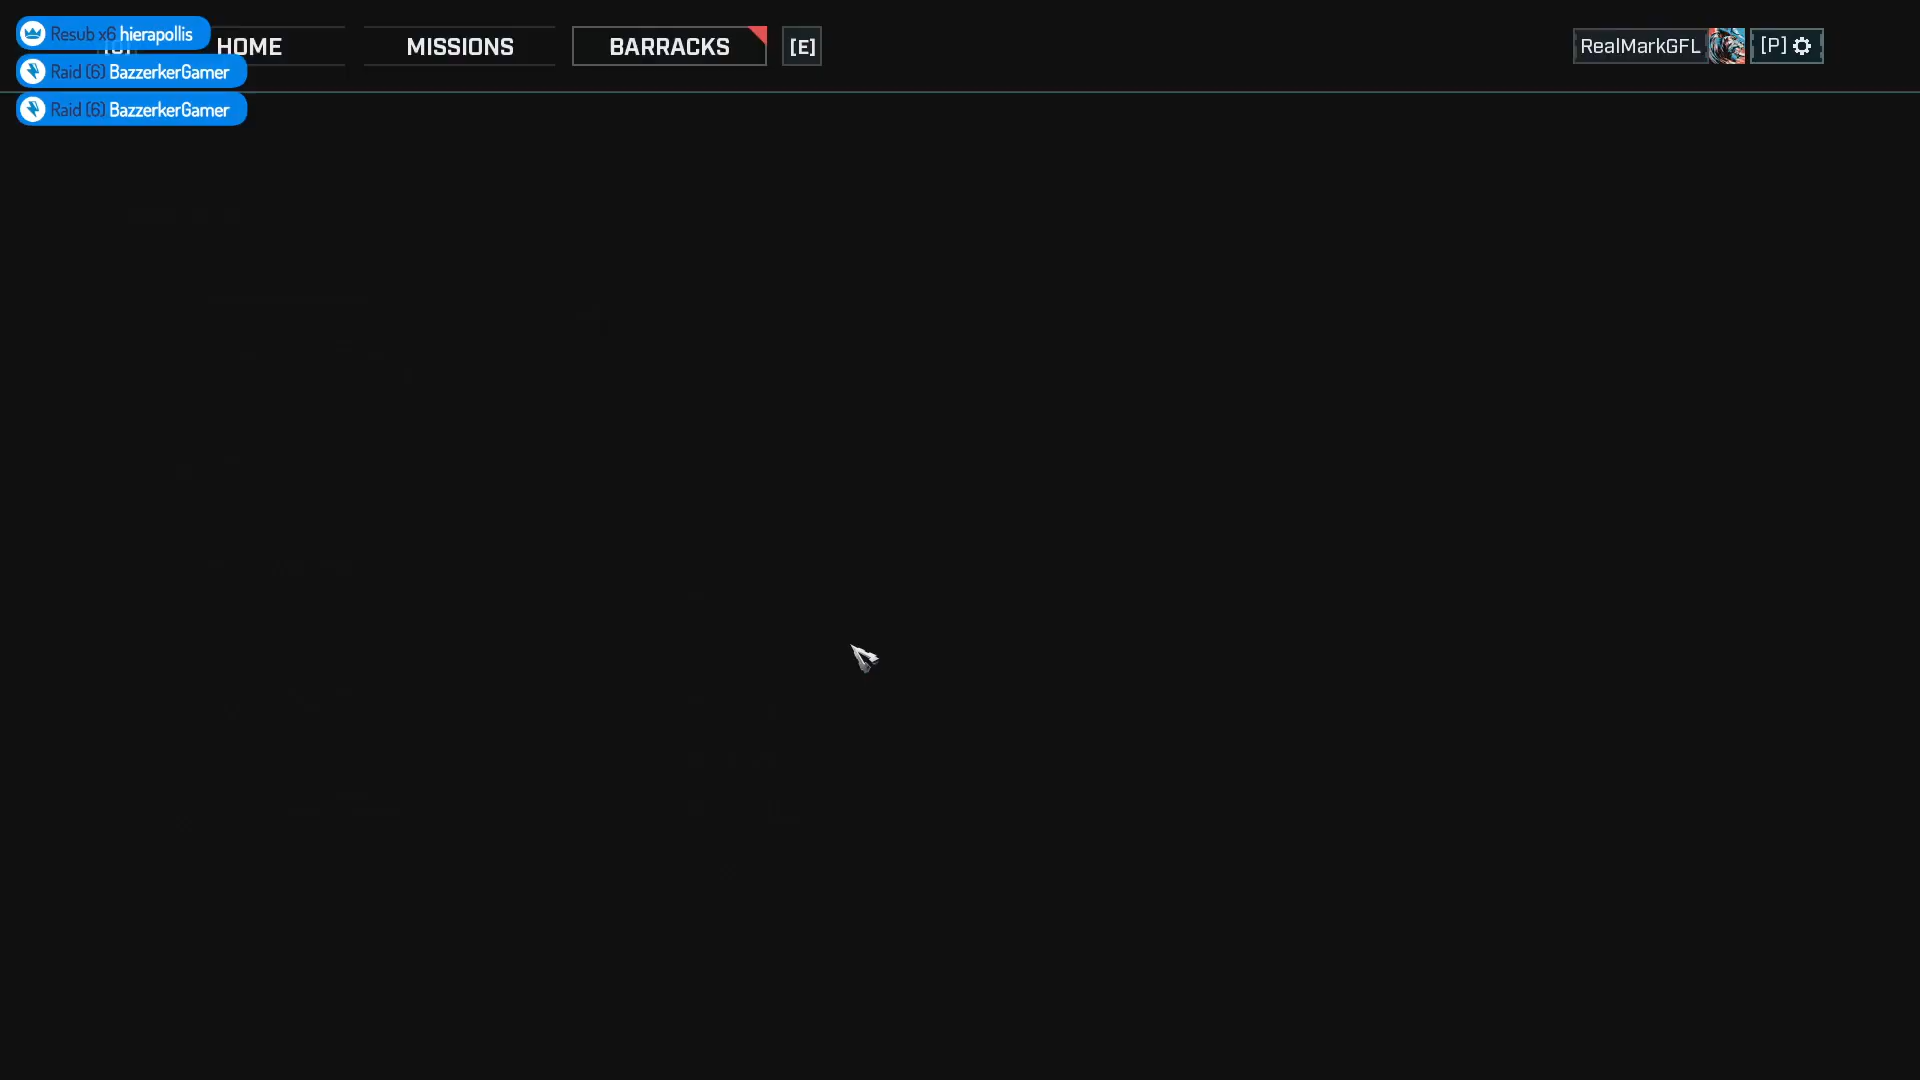 Resub x6 hierapollis
HOME
MISSIONS
BARRACKS
[E]
RealMarkGFL
[P]
Raid (6) BazzerkerGamer
Raid (6) BazzerkerGamer